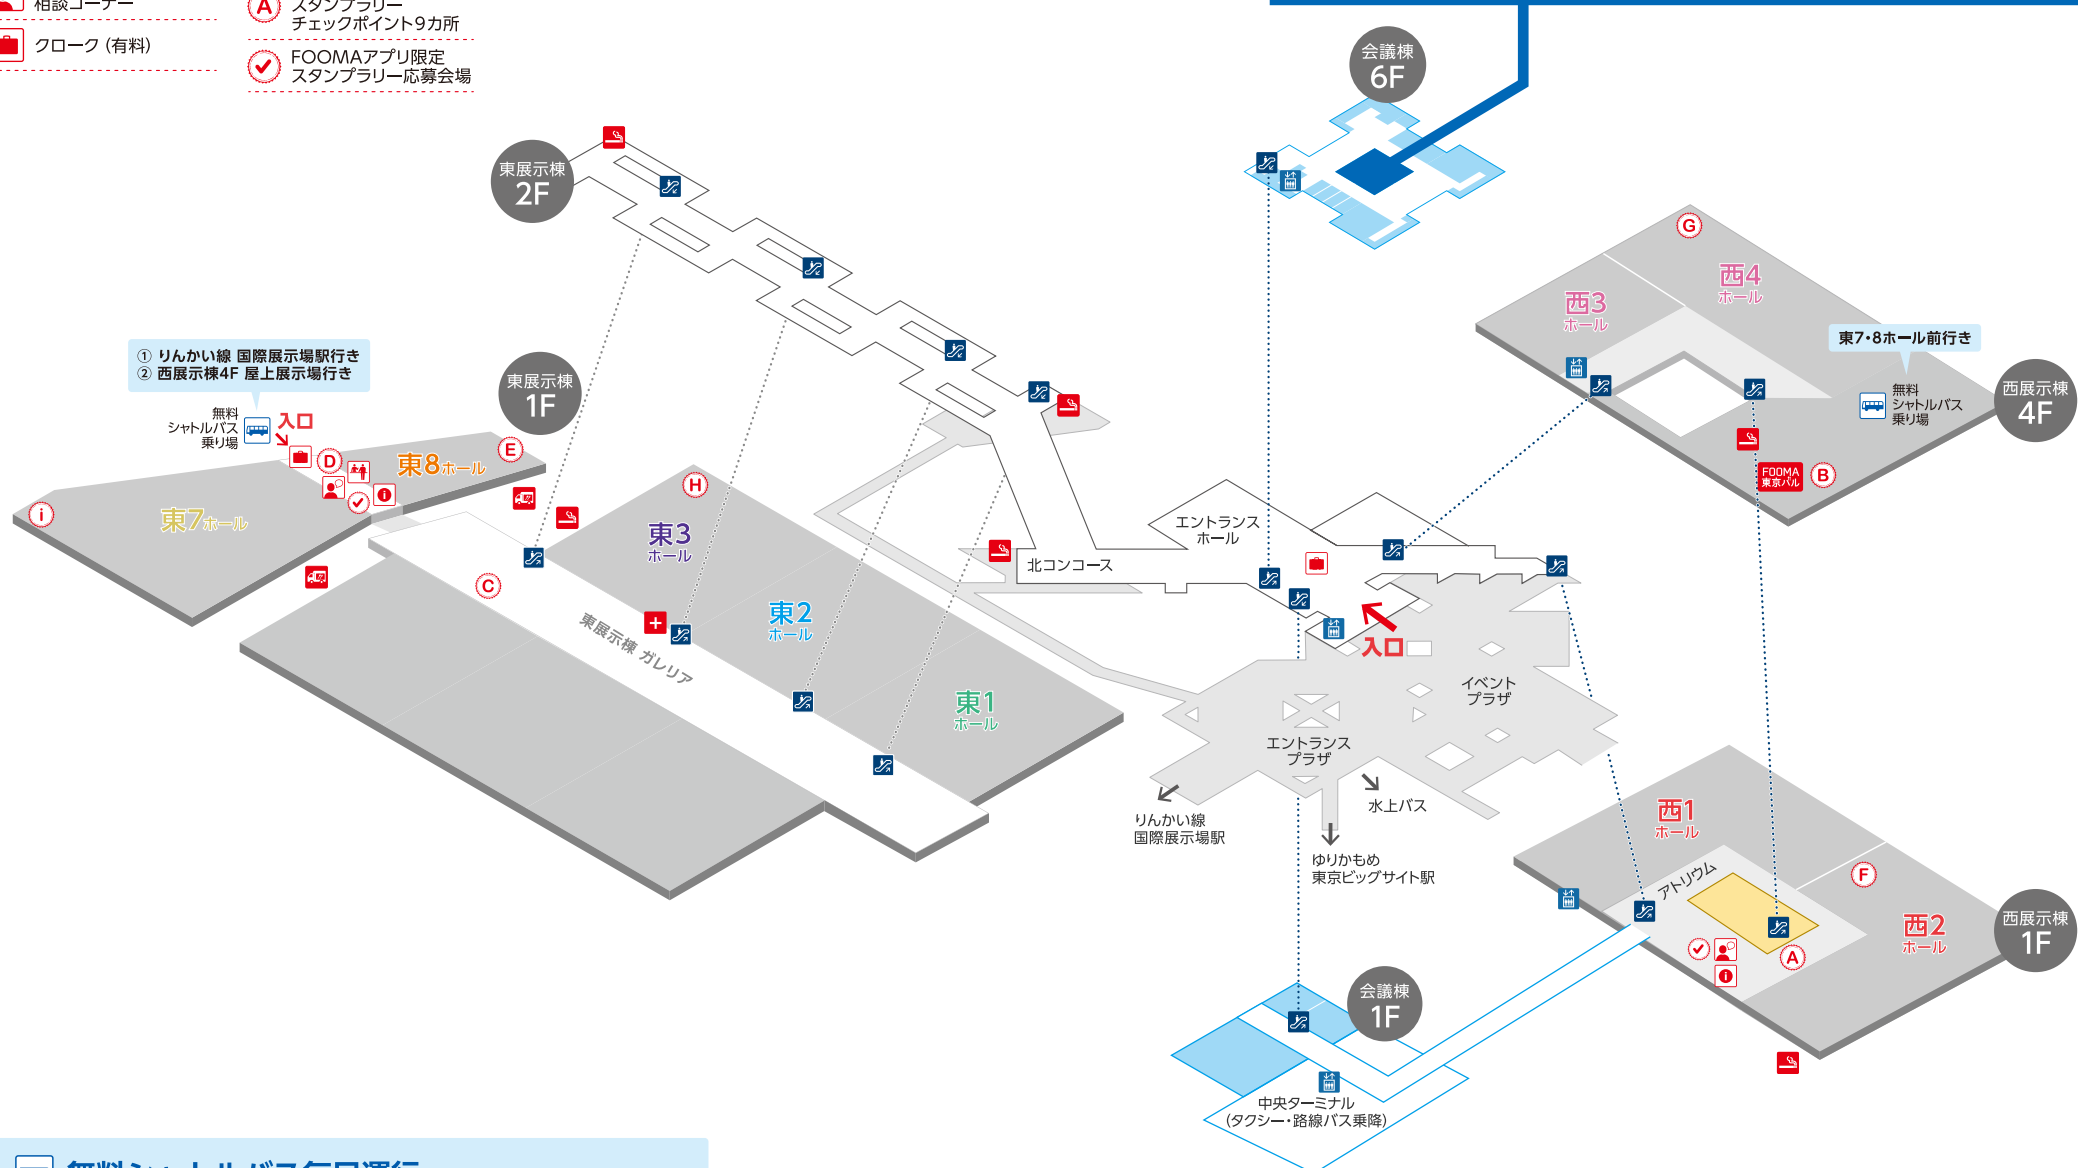 相談コーナー
クローク（有料）
A
スタンプラリー
チェックポイント9カ所
FOOMAアプリ限定
スタンプラリー応募会場
会議棟
6F
東展示棟
2F
G
西4
ホール
西3
ホール
東7・8ホール前行き
無料
シャトルバス
乗り場
西展示棟
4F
FOOMA
東京バル
B
① りんかい線 国際展示場駅行き
② 西展示棟4F 屋上展示場行き
無料
シャトルバス
乗り場
入口
東展示棟
1F
D
E
東8ホール
i
東7ホール
H
東3
ホール
C
東2
ホール
東展示棟 ガレリア
東1
ホール
エントランス
ホール
北コンコース
入口
イベント
プラザ
エントランス
プラザ
りんかい線
国際展示場駅
水上バス
ゆりかもめ
東京ビッグサイト駅
西1
ホール
アトリウム
F
西2
ホール
A
西展示棟
1F
会議棟
1F
中央ターミナル
（タクシー・路線バス乗降）
無料シャトルバス毎日運行